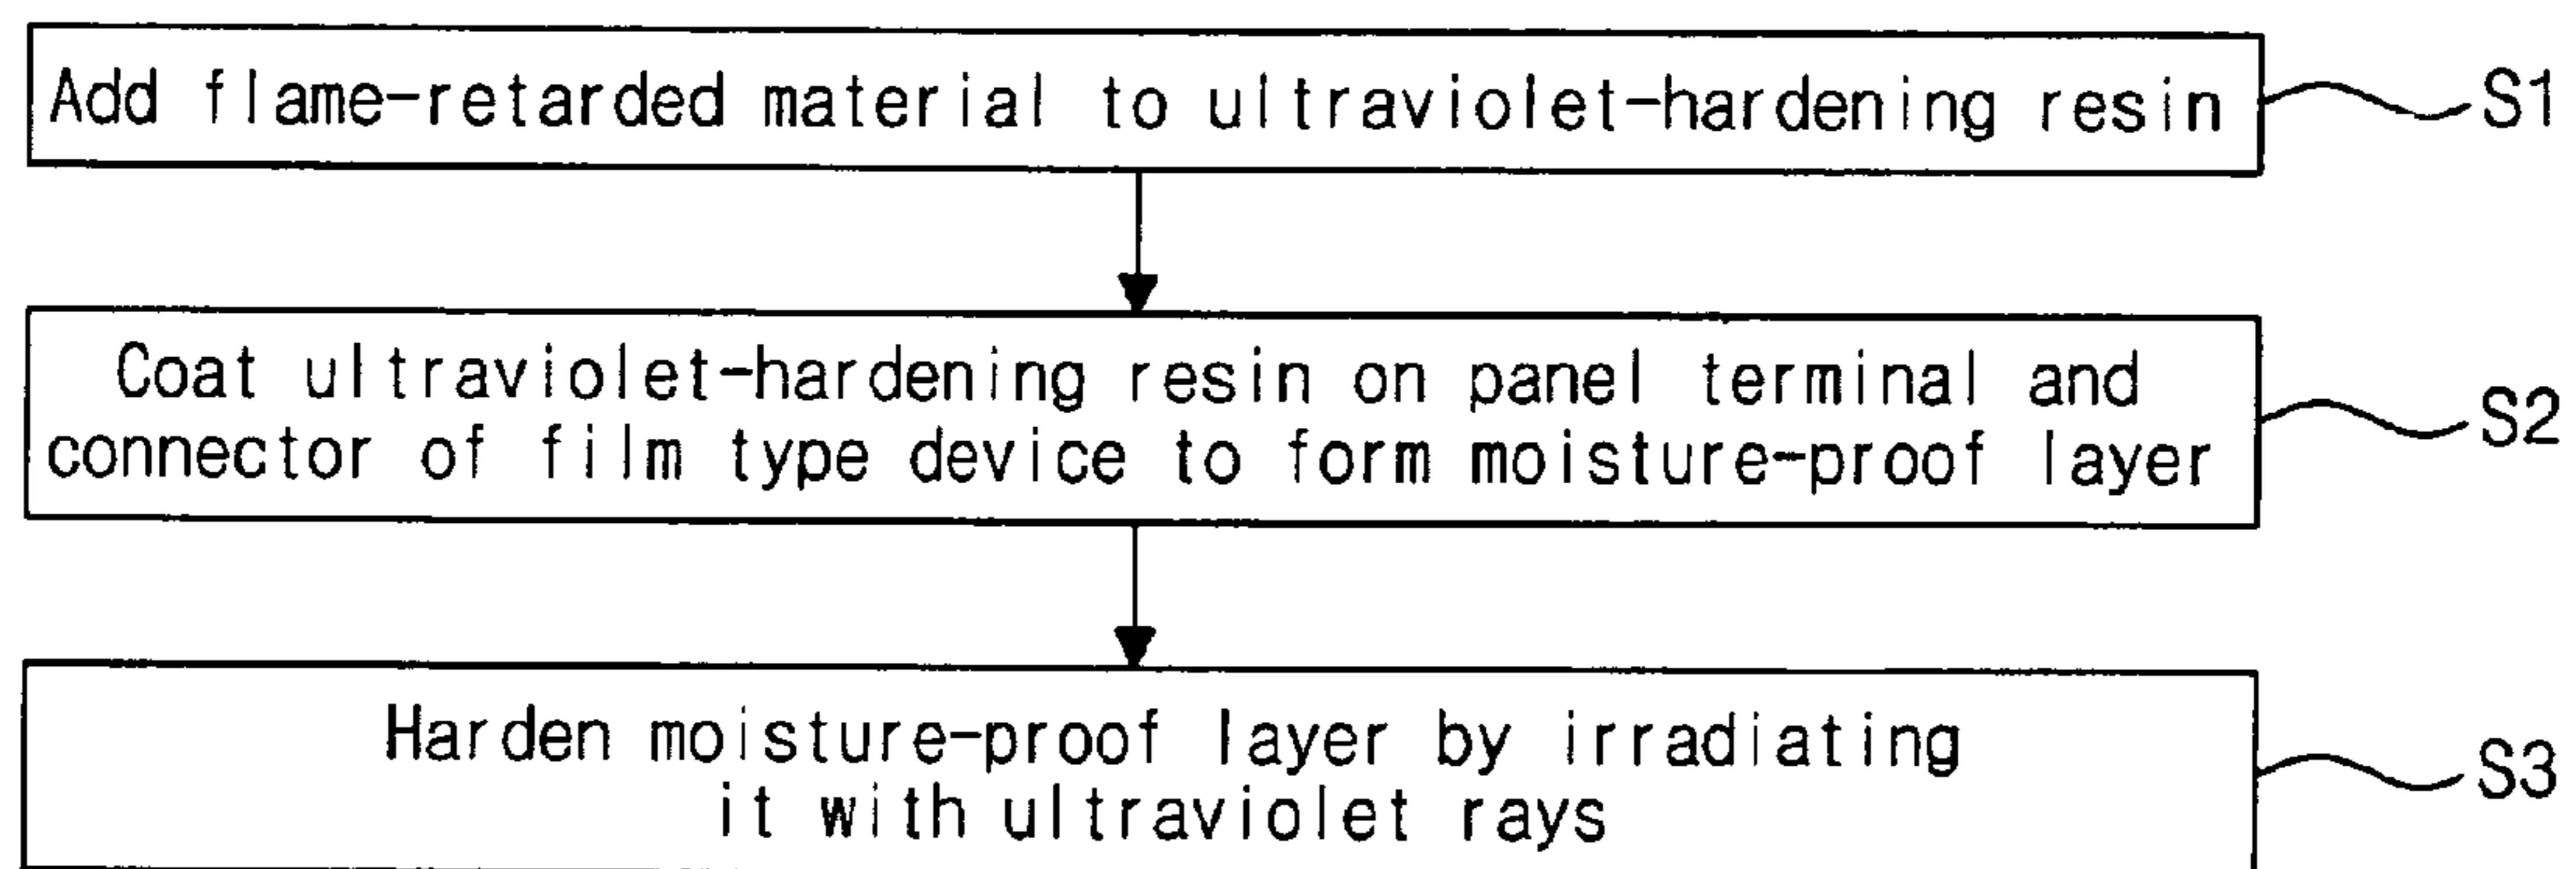 Add flame-retarded material to ultraviolet-hardening resin
S1
Coat ultraviolet-hardening resin on panel terminal and
connector of film type device to form moisture-proof layer
S2
Harden moisture-proof layer by irradiating
it with ultraviolet rays
S3